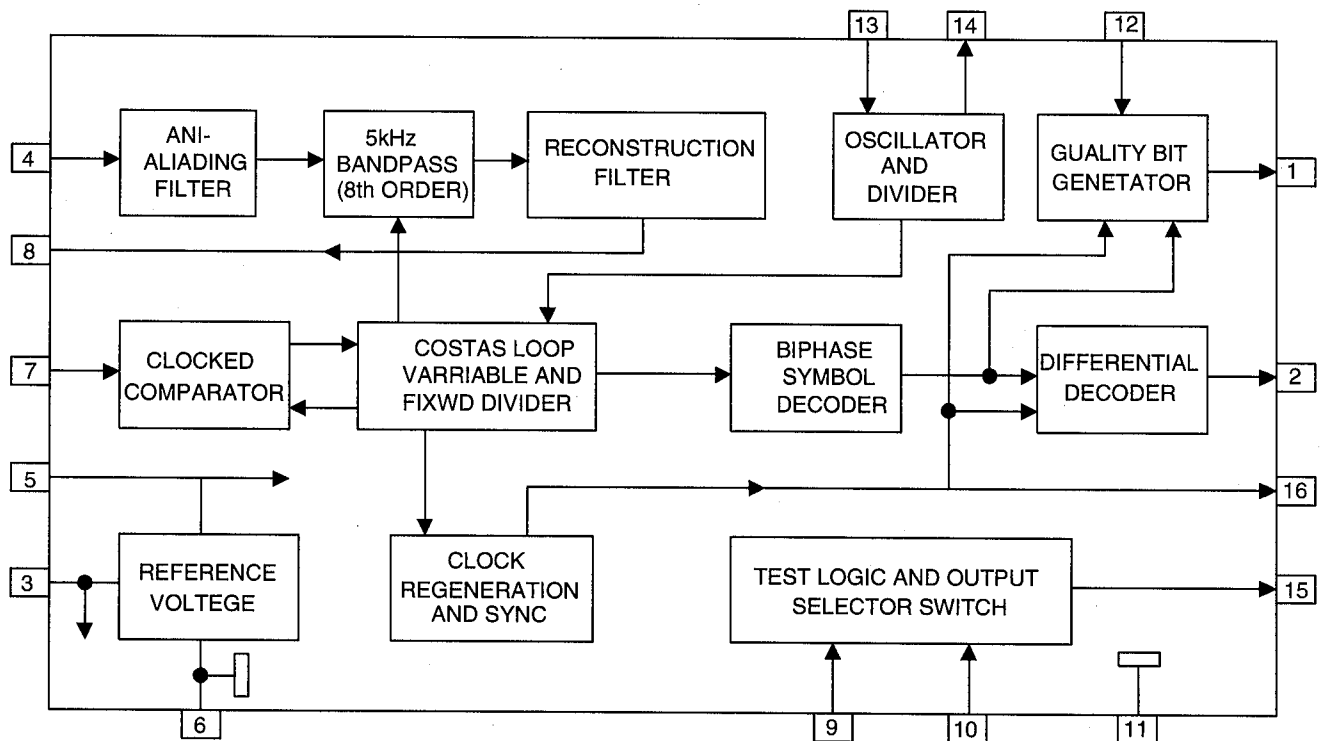 13
14
12
4
ANI-
ALIADING
FILTER
5kHz
BANDPASS
(8th ORDER)
RECONSTRUCTION
FILTER
OSCILLATOR
AND
DIVIDER
GUALITY BIT
GENETATOR
1
8
7
CLOCKED
COMPARATOR
COSTAS LOOP
VARRIABLE AND
FIXWD DIVIDER
BIPHASE
SYMBOL
DECODER
DIFFERENTIAL
DECODER
2
5
16
3
REFERENCE
VOLTEGE
CLOCK
REGENERATION
AND SYNC
TEST LOGIC AND OUTPUT
SELECTOR SWITCH
15
6
9
10
11